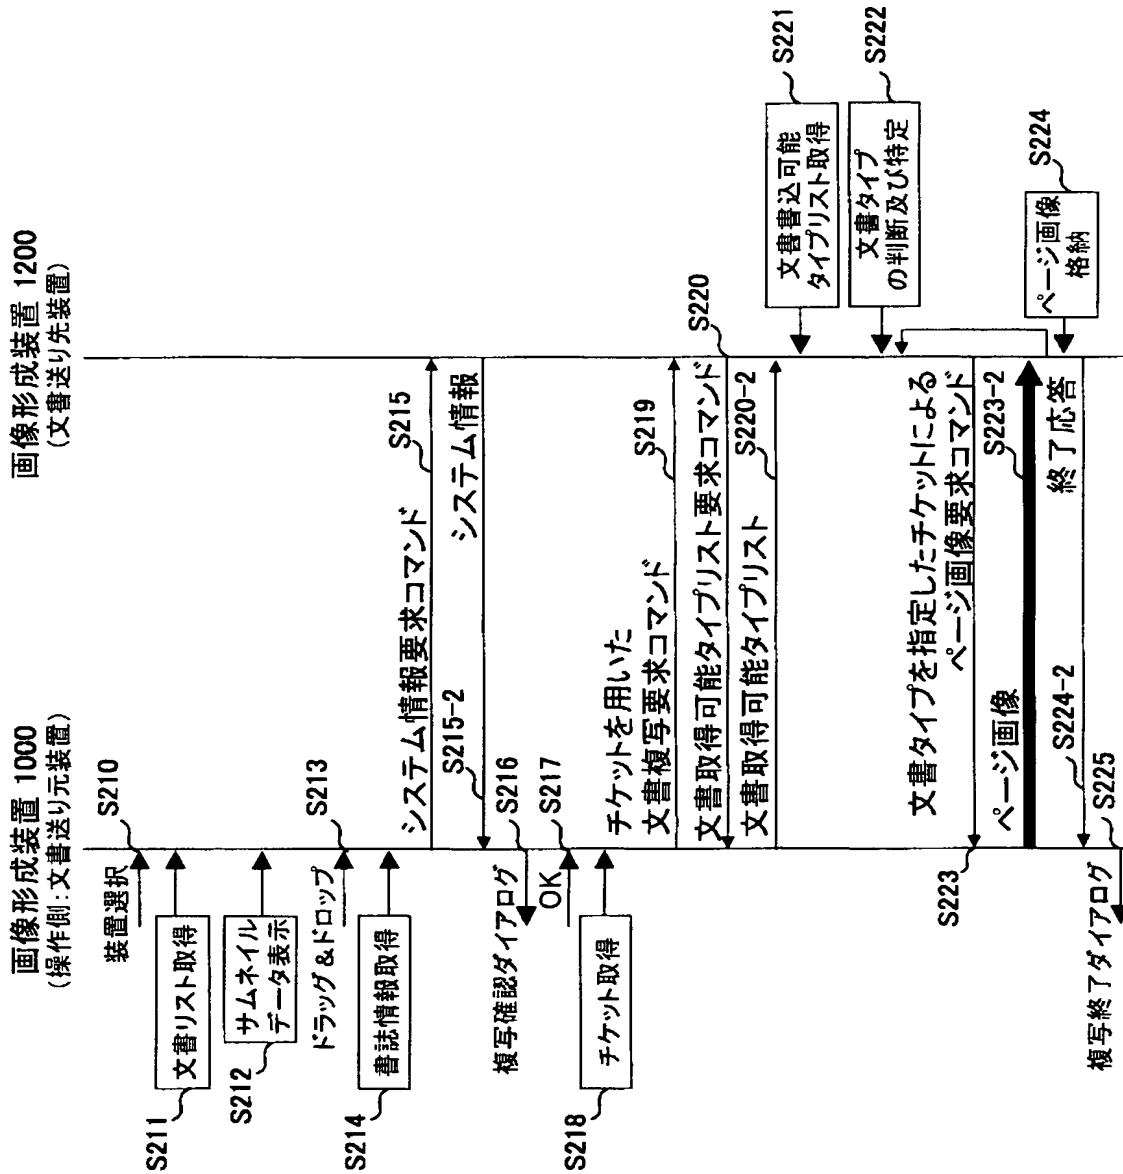 画像形成装置 1000
(操作側:文書送り元装置)
画像形成装置 1200
(文書送り先装置)
装置選択
S210
文書リスト取得
S211
サムネイル
データ表示
S212
ドラッグ&ドロップ
S213
書誌情報取得
S214
システム情報要求コマンド
S215
システム情報
S215-2
複写確認ダイアログ
S216
OK
S217
チケット取得
S218
チケットを用いた
文書複写要求コマンド
S219
文書取得可能タイプリスト要求コマンド
S220
文書取得可能タイプリスト
S220-2
文書書込可能
タイプリスト取得
S221
文書タイプ
の判断及び特定
S222
文書タイプを指定したチケットによる
ページ画像要求コマンド
S223
ページ画像
S223-2
ページ画像
格納
S224
終了応答
S224-2
複写終了ダイアログ
S225